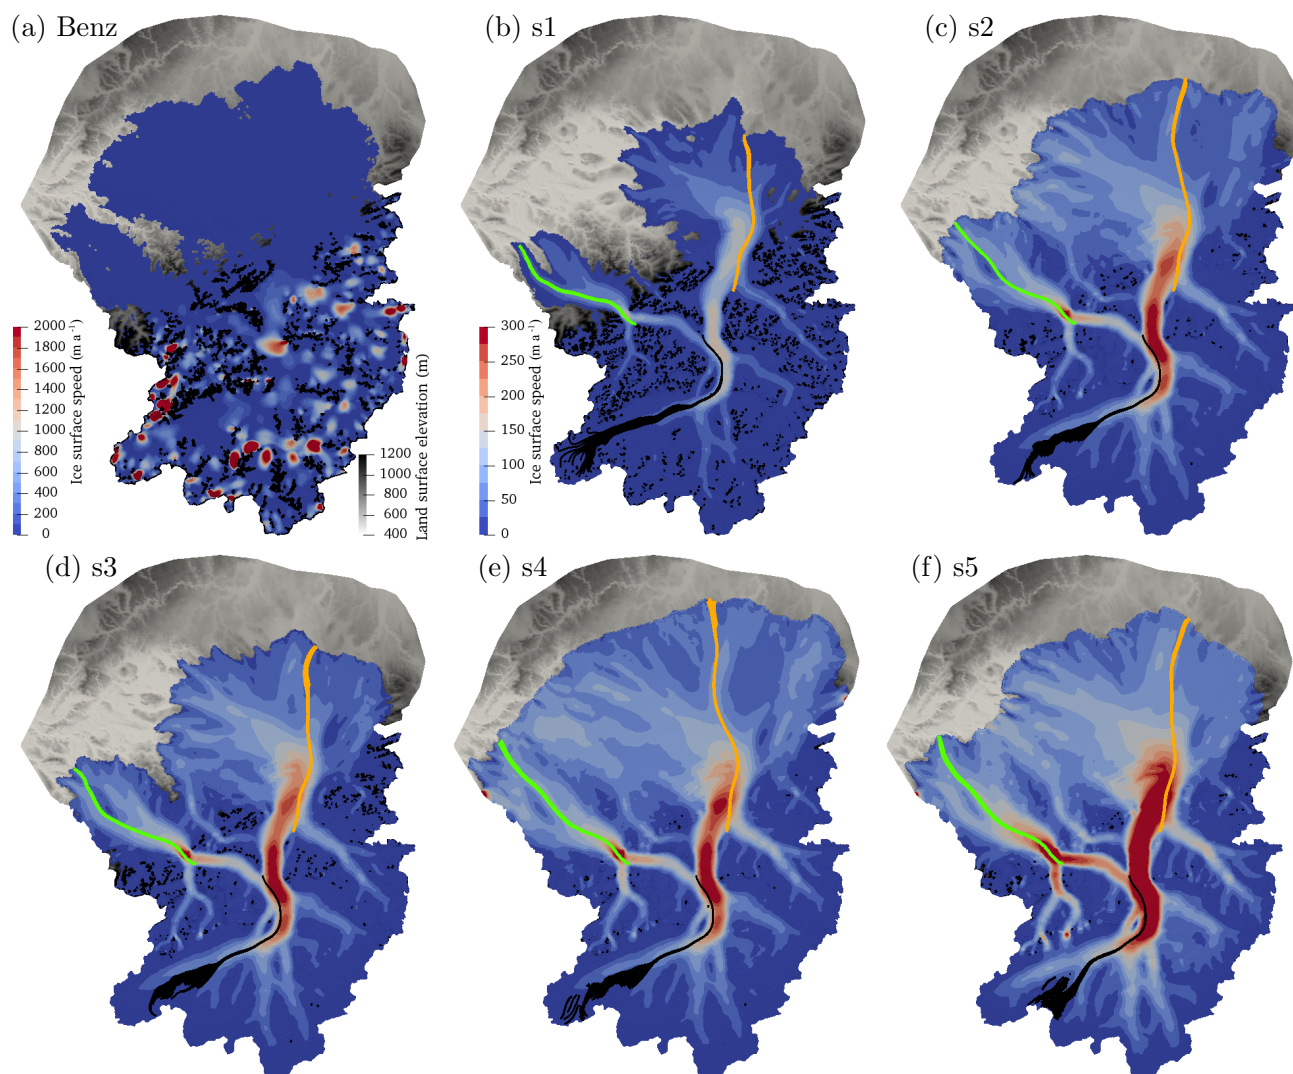 (a) Benz
(b) s1
(c) s2
2000
1800
1600
1400
1200
1000
800
600
400
200
0
Ice surface speed (m a⁻¹)
1200
1000
800
600
400
Land surface elevation (m)
300
250
200
150
100
50
0
Ice surface speed (m a⁻¹)
(d) s3
(e) s4
(f) s5